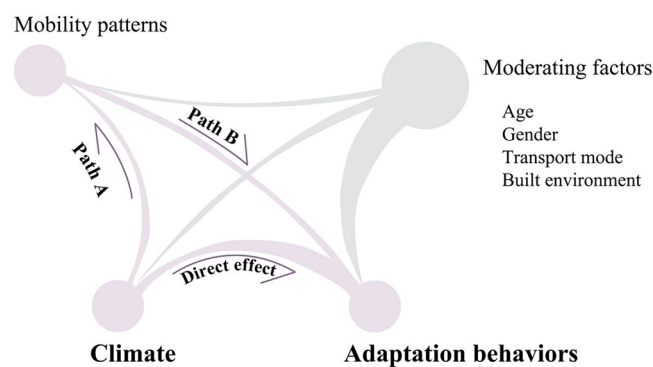 Mobility patterns
Moderating factors
Age
Gender
Transport mode
Built environment
Path B
Path A
Direct effect
Climate
Adaptation behaviors